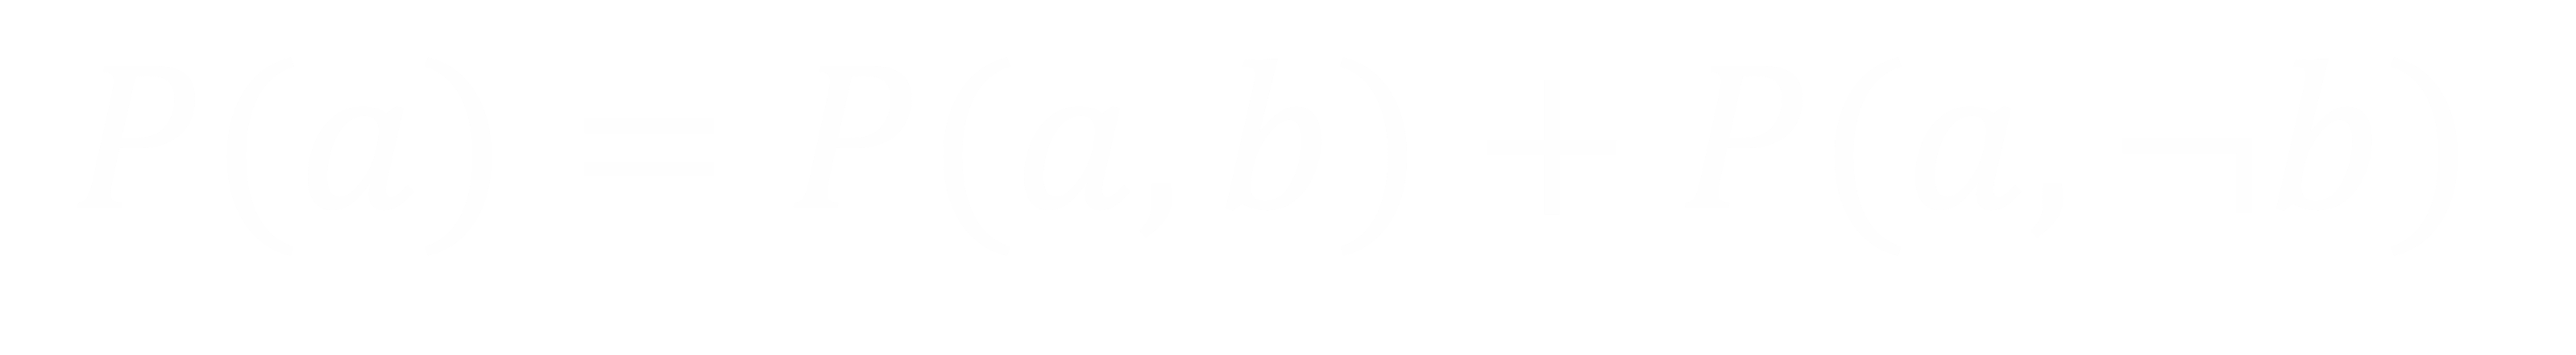 P(a) = P(a, b) + P(a, ¬b)